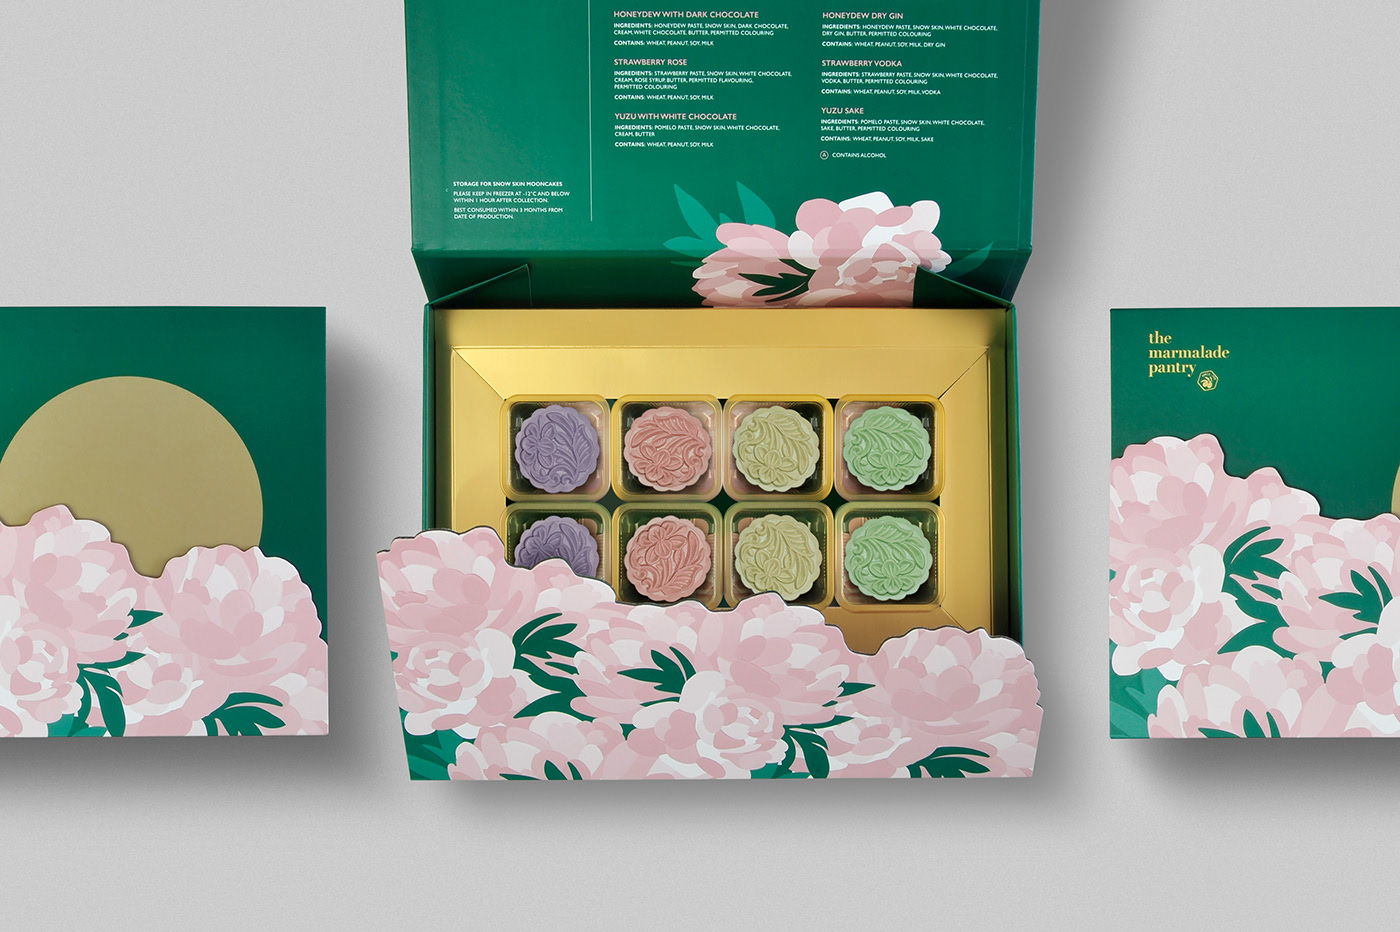 HONEYDEW WITH DARK CHOCOLATE
INGREDIENTS: HONEYDEW PASTE, SNOW SKIN, DARK CHOCOLATE,
CREAM, WHITE CHOCOLATE, BUTTER, PERMITTED COLOURING
CONTAINS: WHEAT, PEANUT, SOY, MILK
STRAWBERRY ROSE
INGREDIENTS: STRAWBERRY PASTE, SNOW SKIN, WHITE CHOCOLATE,
CREAM, ROSE SYRUP, BUTTER, PERMITTED FLAVOURING,
PERMITTED COLOURING
CONTAINS: WHEAT, PEANUT, SOY, MILK
YUZU WITH WHITE CHOCOLATE
INGREDIENTS: POMELO PASTE, SNOW SKIN, WHITE CHOCOLATE,
CREAM, BUTTER
CONTAINS: WHEAT, PEANUT, SOY, MILK
HONEYDEW DRY GIN
INGREDIENTS: HONEYDEW PASTE, SNOW SKIN, WHITE CHOCOLATE,
DRY GIN, BUTTER, PERMITTED COLOURING
CONTAINS: WHEAT, PEANUT, SOY, MILK, DRY GIN
STRAWBERRY VODKA
INGREDIENTS: STRAWBERRY PASTE, SNOW SKIN, WHITE CHOCOLATE,
VODKA, BUTTER, PERMITTED COLOURING
CONTAINS: WHEAT, PEANUT, SOY, MILK, VODKA
YUZU SAKE
INGREDIENTS: POMELO PASTE, SNOW SKIN, WHITE CHOCOLATE,
SAKE, BUTTER, PERMITTED COLOURING
CONTAINS: WHEAT, PEANUT, SOY, MILK, SAKE
A CONTAINS ALCOHOL
STORAGE FOR SNOW SKIN MOONCAKES
PLEASE KEEP IN FREEZER AT -12°C AND BELOW
WITHIN 1 HOUR AFTER COLLECTION.
BEST CONSUMED WITHIN 3 MONTHS FROM
DATE OF PRODUCTION.
the
marmalade
pantry